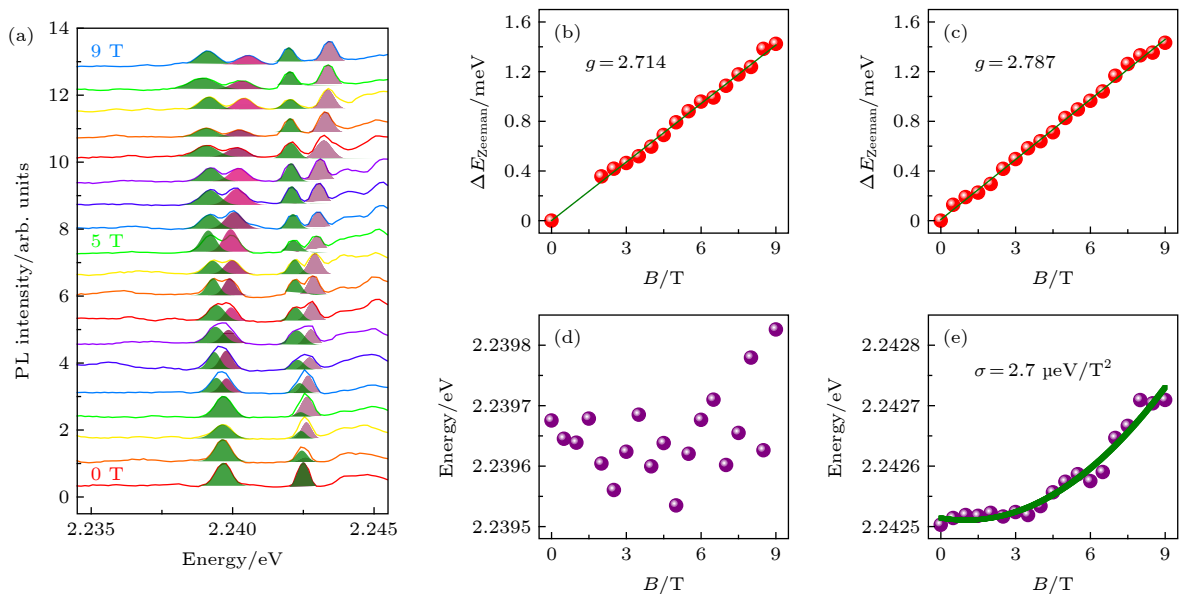 (a)
14
12
10
8
6
4
2
0
9 T
5 T
0 T
PL intensity/arb. units
2.235
2.240
2.245
Energy/eV
(b)
g = 2.714
1.6
1.2
0.8
0.4
0
ΔE_Zeeman/meV
0
3
6
9
B/T
(c)
g = 2.787
1.6
1.2
0.8
0.4
0
ΔE_Zeeman/meV
0
3
6
9
B/T
(d)
2.2398
2.2397
2.2396
2.2395
Energy/eV
0
3
6
9
B/T
(e)
σ = 2.7 μeV/T²
2.2428
2.2427
2.2426
2.2425
Energy/eV
0
3
6
9
B/T